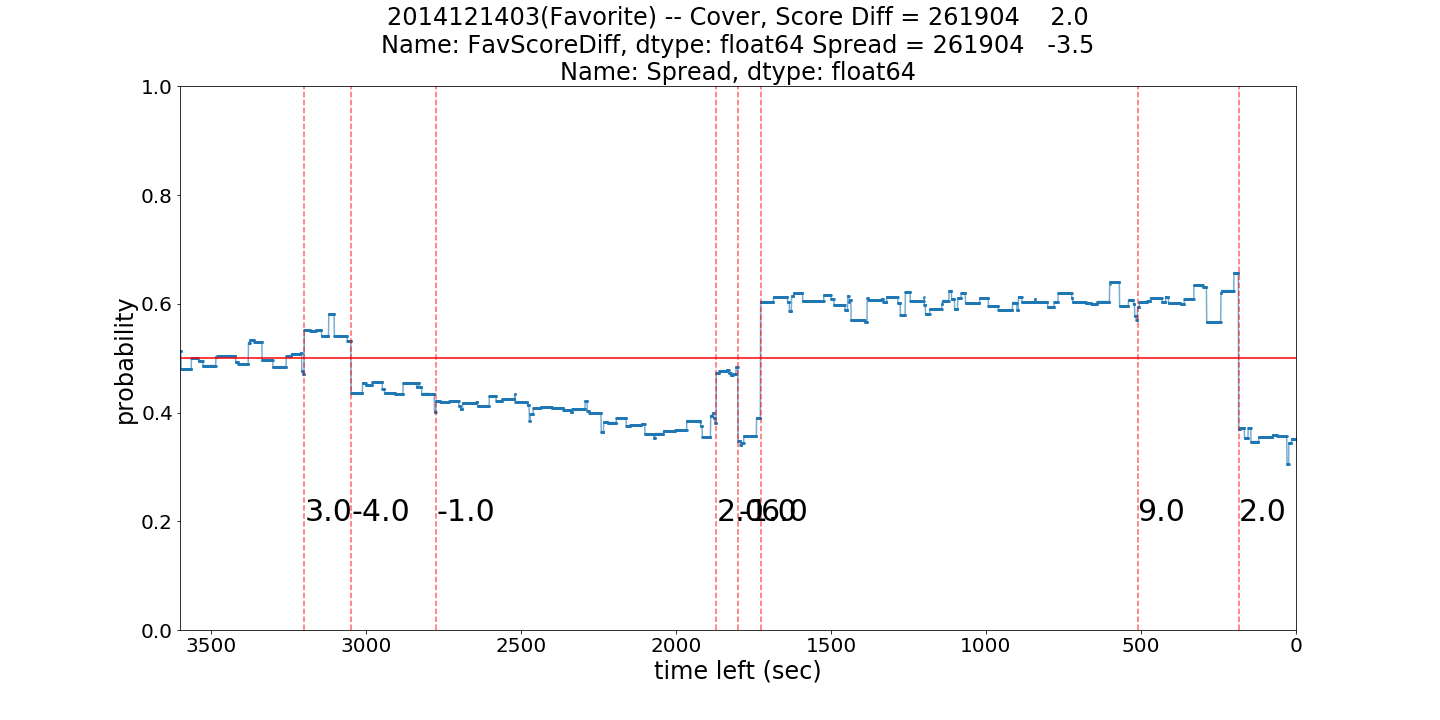 2014121403(Favorite) -- Cover, Score Diff = 261904    2.0
Name: FavScoreDiff, dtype: float64 Spread = 261904   -3.5
Name: Spread, dtype: float64
1.0
0.8
0.6
0.4
0.2
0.0
probability
3.0 -4.0 -1.0 2.0 -1.0 6.0 9.0 2.0
3500 3000 2500 2000 1500 1000 500 0
time left (sec)